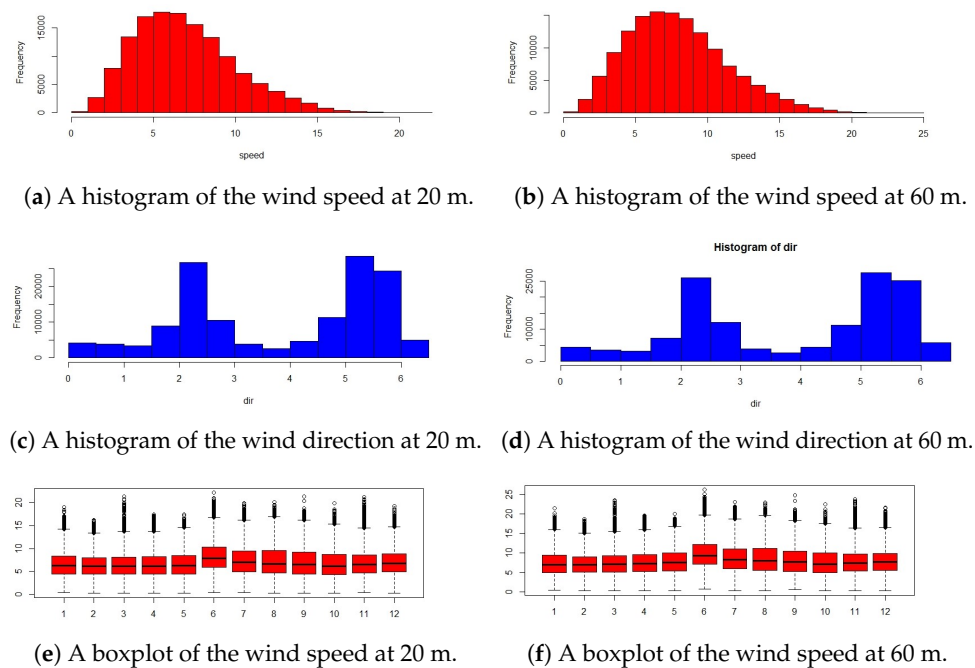 Frequency
0 5000 15000
0 5 10 15 20
speed
(a) A histogram of the wind speed at 20 m.
Frequency
0 5000 10000
0 5 10 15 20 25
speed
(b) A histogram of the wind speed at 60 m.
Frequency
0 10000 20000
0 1 2 3 4 5 6
dir
(c) A histogram of the wind direction at 20 m.
Histogram of dir
Frequency
0 5000 15000 25000
0 1 2 3 4 5 6
dir
(d) A histogram of the wind direction at 60 m.
0 5 10 15 20
1 2 3 4 5 6 7 8 9 10 11 12
(e) A boxplot of the wind speed at 20 m.
0 5 10 15 20 25
1 2 3 4 5 6 7 8 9 10 11 12
(f) A boxplot of the wind speed at 60 m.